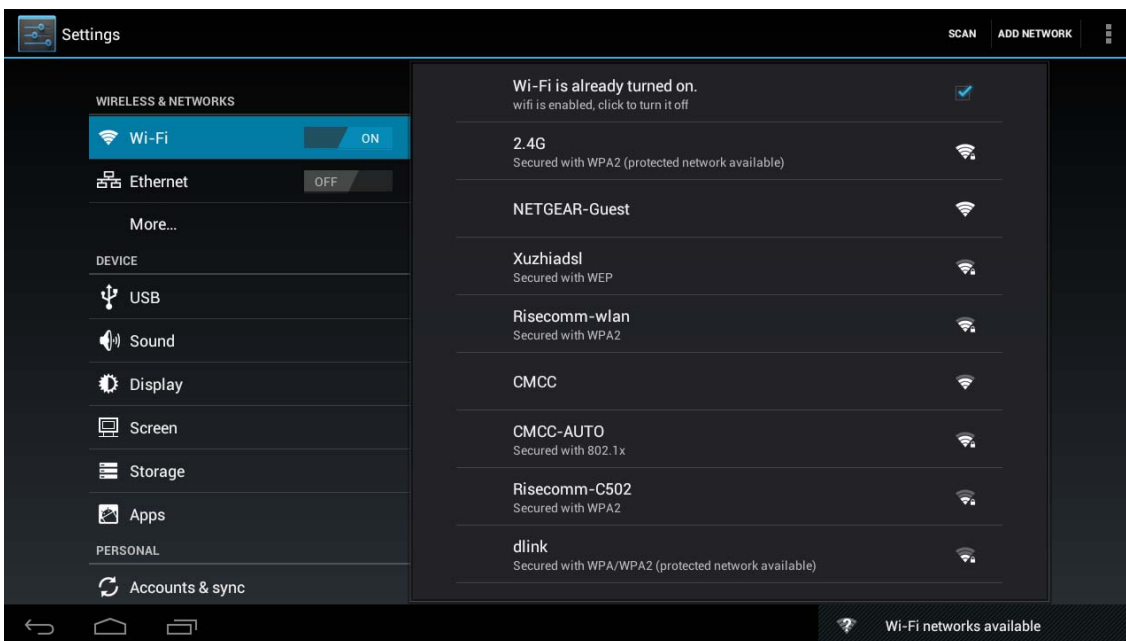 Settings
SCAN
ADD NETWORK
WIRELESS & NETWORKS
Wi-Fi
ON
Ethernet
OFF
More...
DEVICE
USB
Sound
Display
Screen
Storage
Apps
PERSONAL
Accounts & sync
Wi-Fi is already turned on.
wifi is enabled, click to turn it off
2.4G
Secured with WPA2 (protected network available)
NETGEAR-Guest
Xuzhiadsl
Secured with WEP
Risecomm-wlan
Secured with WPA2
CMCC
CMCC-AUTO
Secured with 802.1x
Risecomm-C502
Secured with WPA2
dlink
Secured with WPA/WPA2 (protected network available)
Wi-Fi networks available